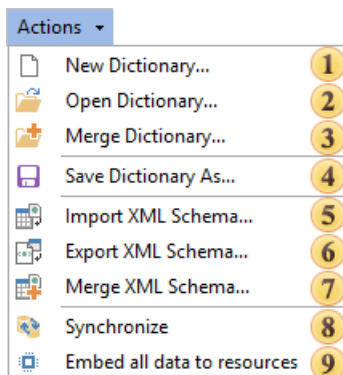 Actions
New Dictionary... 1
Open Dictionary... 2
Merge Dictionary... 3
Save Dictionary As... 4
Import XML Schema... 5
Export XML Schema... 6
Merge XML Schema... 7
Synchronize 8
Embed all data to resources 9